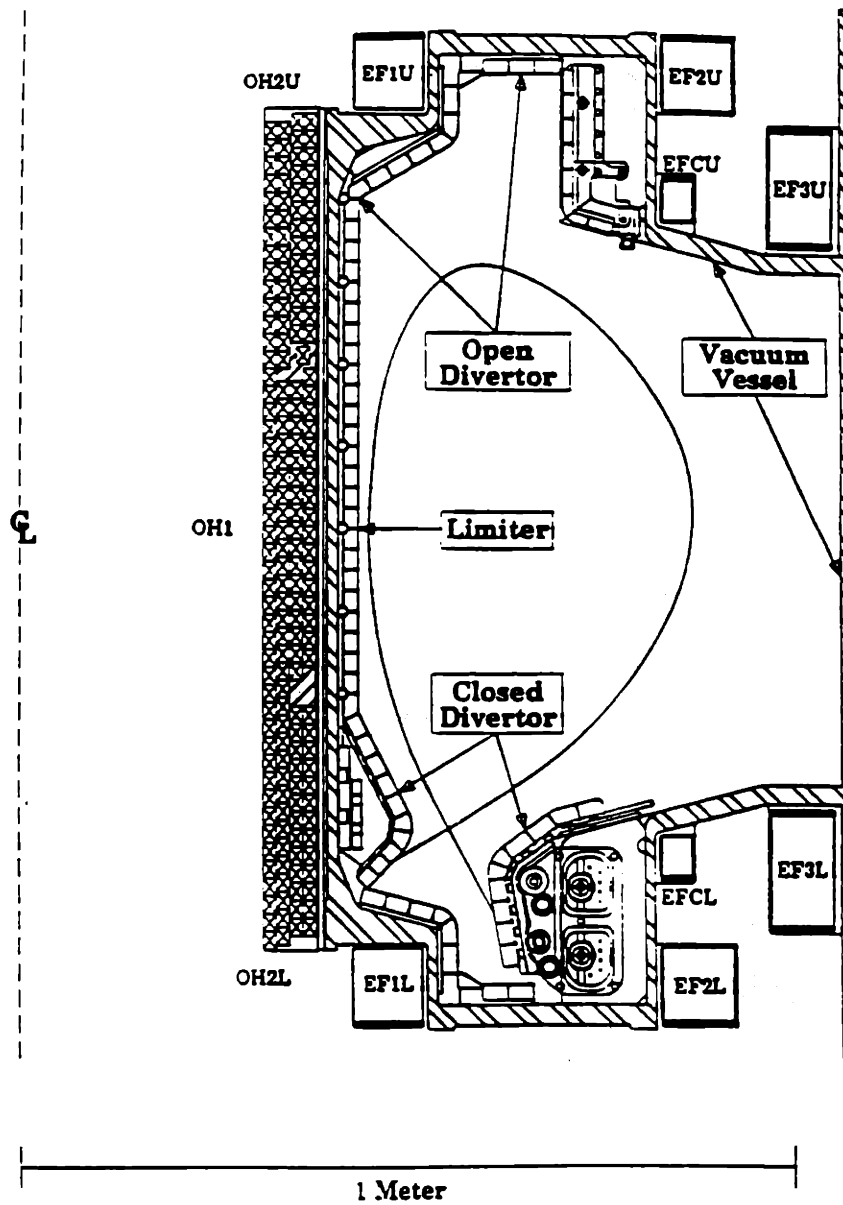 EF1U
EF2U
OH2U
EFCU
EF3U
Open
Divertor
Vacuum
Vessel
CL
OH1
Limiter
Closed
Divertor
EF3L
EFCL
OH2L
EF1L
EF2L
1 Meter